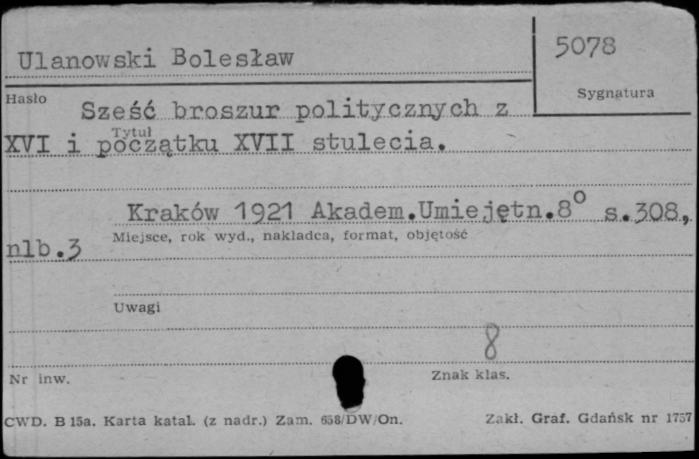 Ulanowski Bolesław
5078
Hasło
Sygnatura
Sześć broszur politycznych z
Tytuł
XVI i początku XVII stulecia.
Kraków 1921 Akadem.Umiejętn.8° s.308,
Miejsce, rok wyd., nakładca, format, objętość
nlb.3
Uwagi
8
Nr inw.
Znak klas.
CWD. B 15a. Karta katal. (z nadr.) Zam. 658/DW/On.
Zakł. Graf. Gdańsk nr 1757